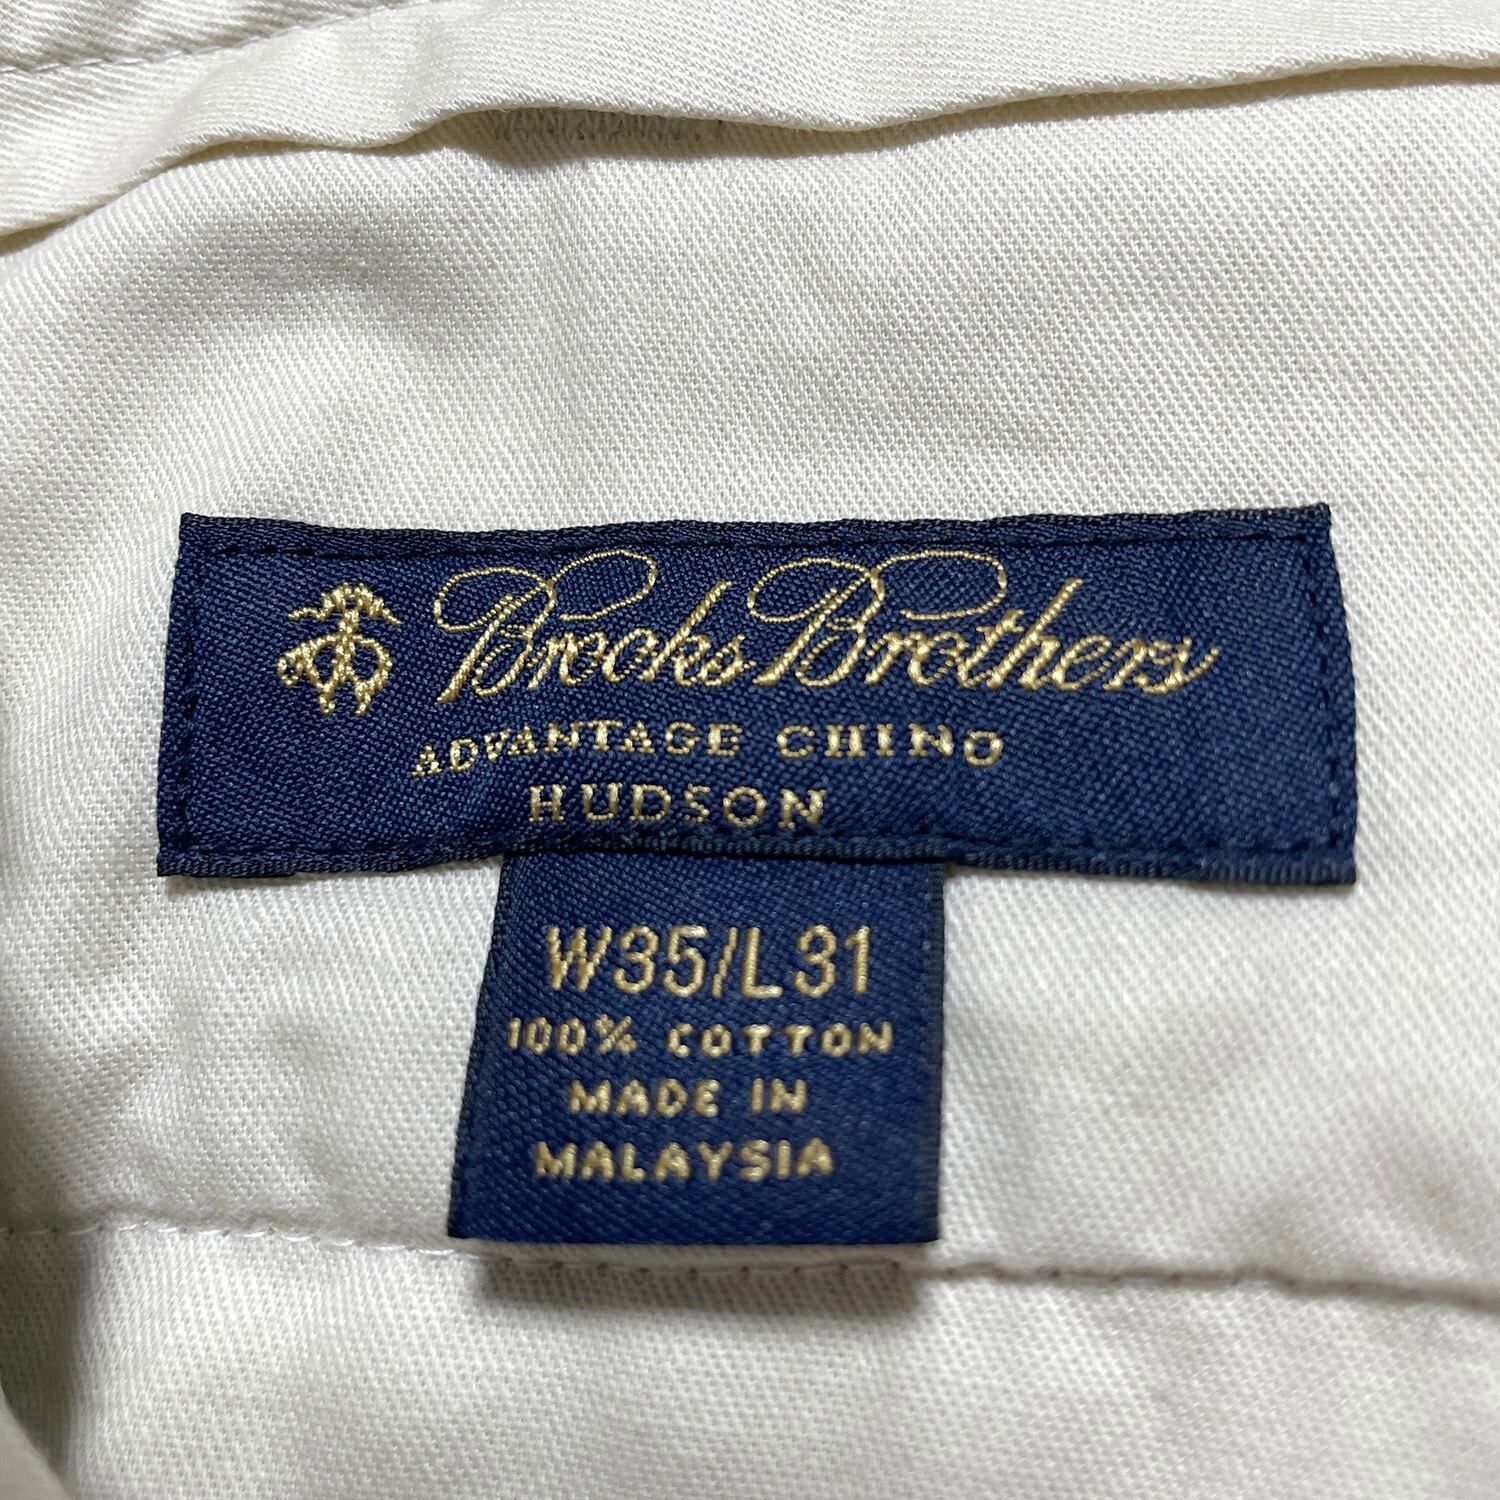 Brooks Brothers
ADVANTAGE CHINO
HUDSON
W35/L31
100% COTTON
MADE IN
MALAYSIA